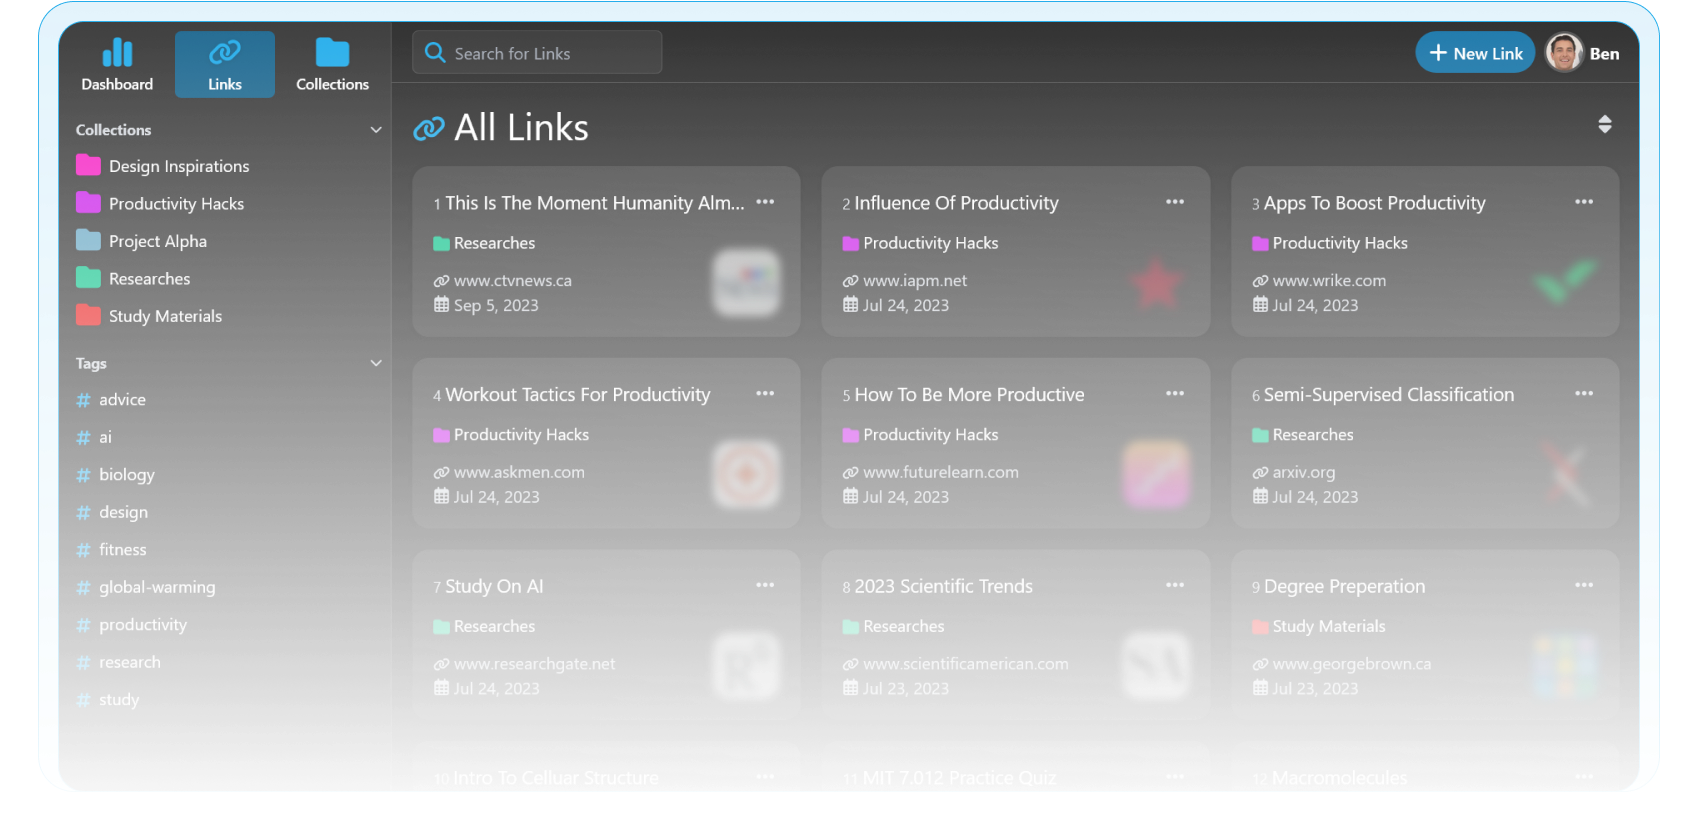 Dashboard
Links
Collections
Search for Links
New Link
Ben
Collections
Design Inspirations
Productivity Hacks
Project Alpha
Researches
Study Materials
Tags
# advice
# ai
# biology
# design
# fitness
# global-warming
# productivity
# research
# study
All Links
1 This Is The Moment Humanity Alm... •••
Researches
www.ctvnews.ca
Sep 5, 2023
2 Influence Of Productivity •••
Productivity Hacks
www.iapm.net
Jul 24, 2023
3 Apps To Boost Productivity •••
Productivity Hacks
www.wrike.com
Jul 24, 2023
4 Workout Tactics For Productivity •••
Productivity Hacks
www.askmen.com
Jul 24, 2023
5 How To Be More Productive •••
Productivity Hacks
www.futurelearn.com
Jul 24, 2023
6 Semi-Supervised Classification •••
Researches
arxiv.org
Jul 24, 2023
7 Study On AI •••
Researches
www.researchgate.net
Jul 24, 2023
8 2023 Scientific Trends •••
Researches
www.scientificamerican.com
Jul 23, 2023
9 Degree Preperation •••
Study Materials
www.georgebrown.ca
Jul 23, 2023
10 Intro To Celluar Structure •••
11 MIT 7.012 Practice Quiz •••
12 Macromolecules •••